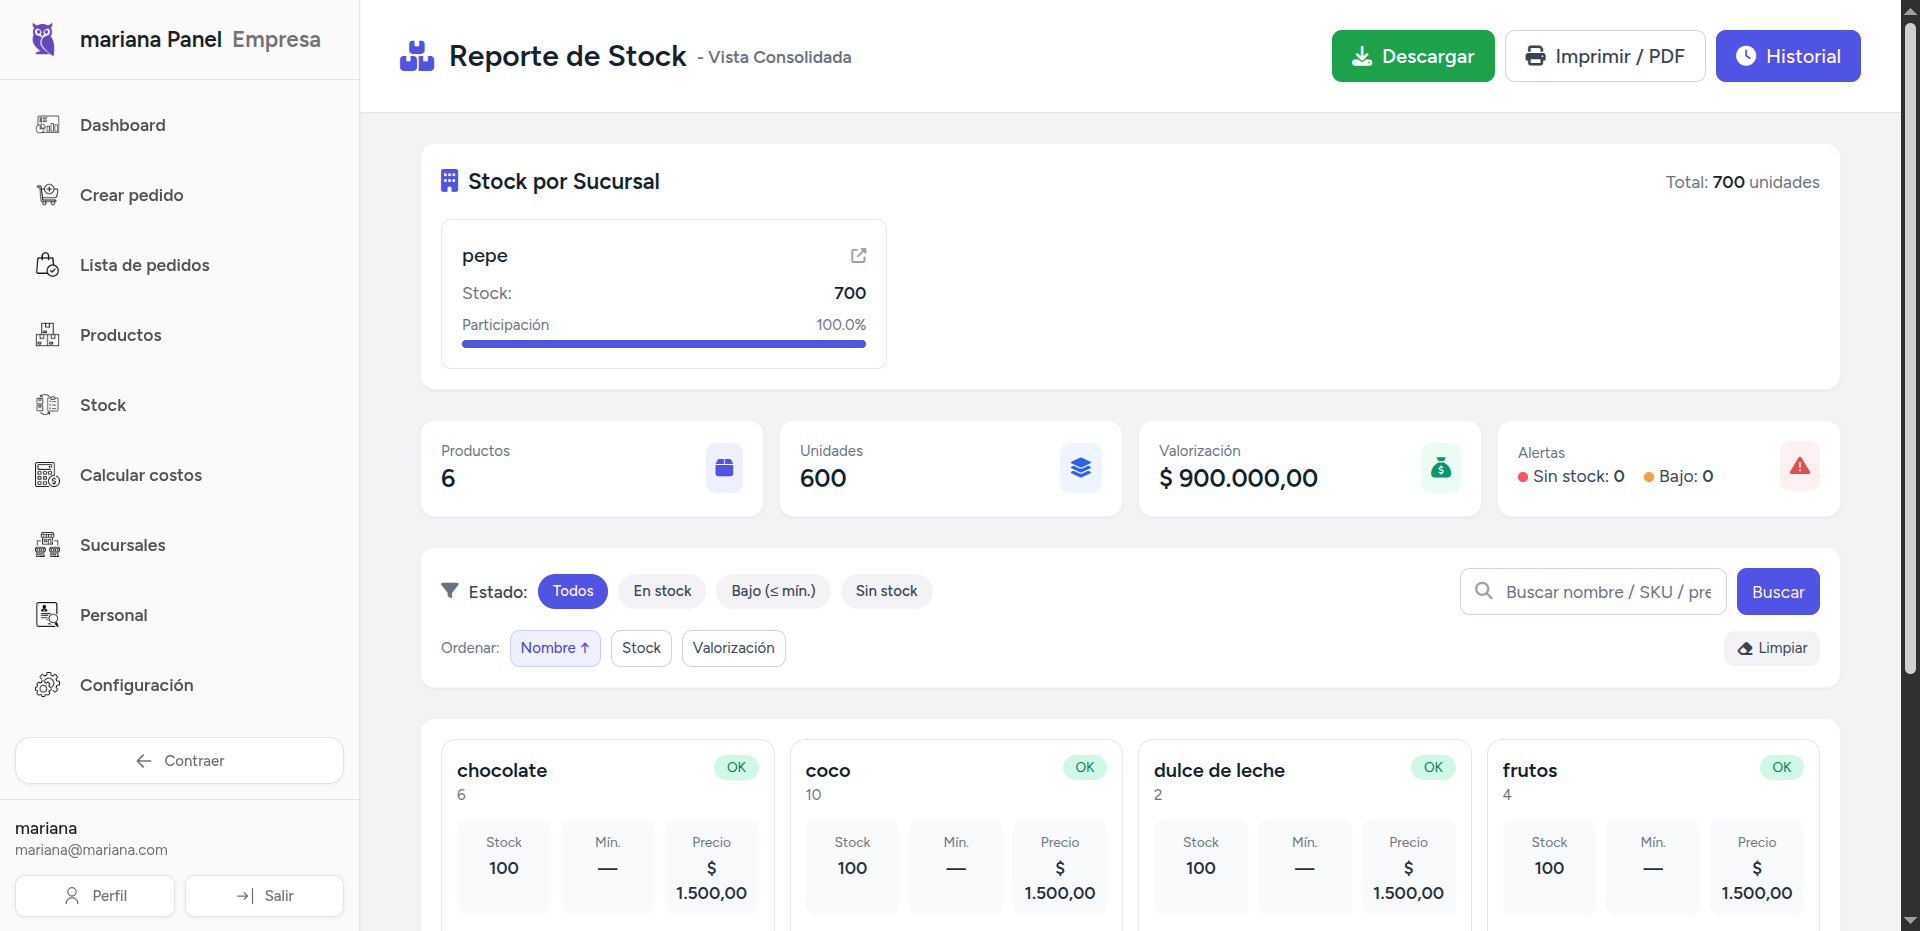 mariana Panel Empresa
Dashboard
Crear pedido
Lista de pedidos
Productos
Stock
Calcular costos
Sucursales
Personal
Configuración
Contraer
mariana
mariana@mariana.com
Perfil
Salir
Reporte de Stock - Vista Consolidada
Descargar
Imprimir / PDF
Historial
Stock por Sucursal
Total: 700 unidades
pepe
Stock: 700
Participación 100.0%
Productos
6
Unidades
600
Valorización
$ 900.000,00
Alertas
Sin stock: 0 Bajo: 0
Estado: Todos En stock Bajo (≤ mín.) Sin stock
Buscar nombre / SKU / pre
Buscar
Ordenar: Nombre ↑ Stock Valorización
Limpiar
chocolate OK
6
Stock Mín. Precio
100 — $ 1.500,00
coco OK
10
Stock Mín. Precio
100 — $ 1.500,00
dulce de leche OK
2
Stock Mín. Precio
100 — $ 1.500,00
frutos OK
4
Stock Mín. Precio
100 — $ 1.500,00